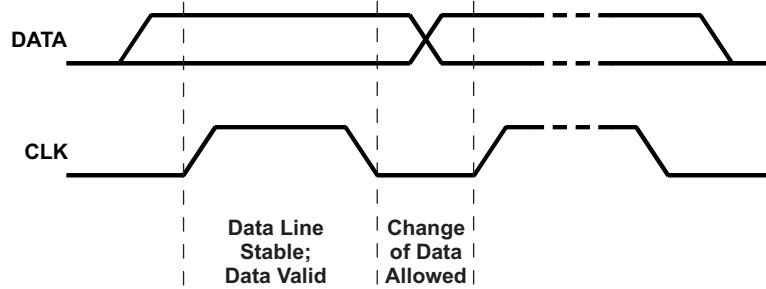 DATA
CLK
Data Line
Stable;
Data Valid
Change
of Data
Allowed